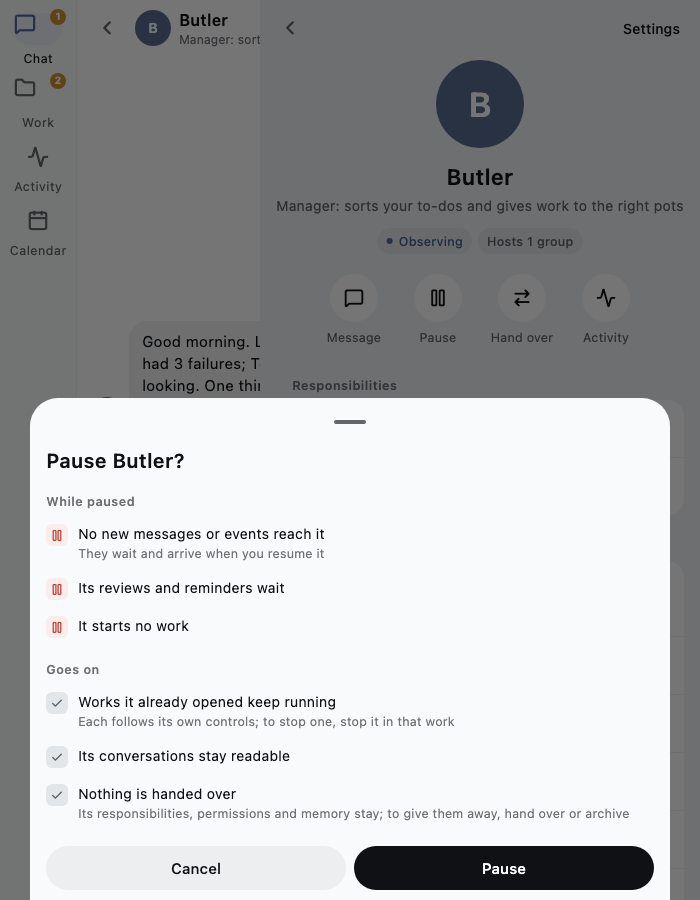 1
Chat
2
Work
Activity
Calendar
B
Butler
Manager: sort
Good morning. L
had 3 failures; T
looking. One thin
Settings
B
Butler
Manager: sorts your to-dos and gives work to the right pots
Observing
Hosts 1 group
Message
Pause
Hand over
Activity
Responsibilities
Pause Butler?
While paused
No new messages or events reach it
They wait and arrive when you resume it
Its reviews and reminders wait
It starts no work
Goes on
Works it already opened keep running
Each follows its own controls; to stop one, stop it in that work
Its conversations stay readable
Nothing is handed over
Its responsibilities, permissions and memory stay; to give them away, hand over or archive
Cancel
Pause